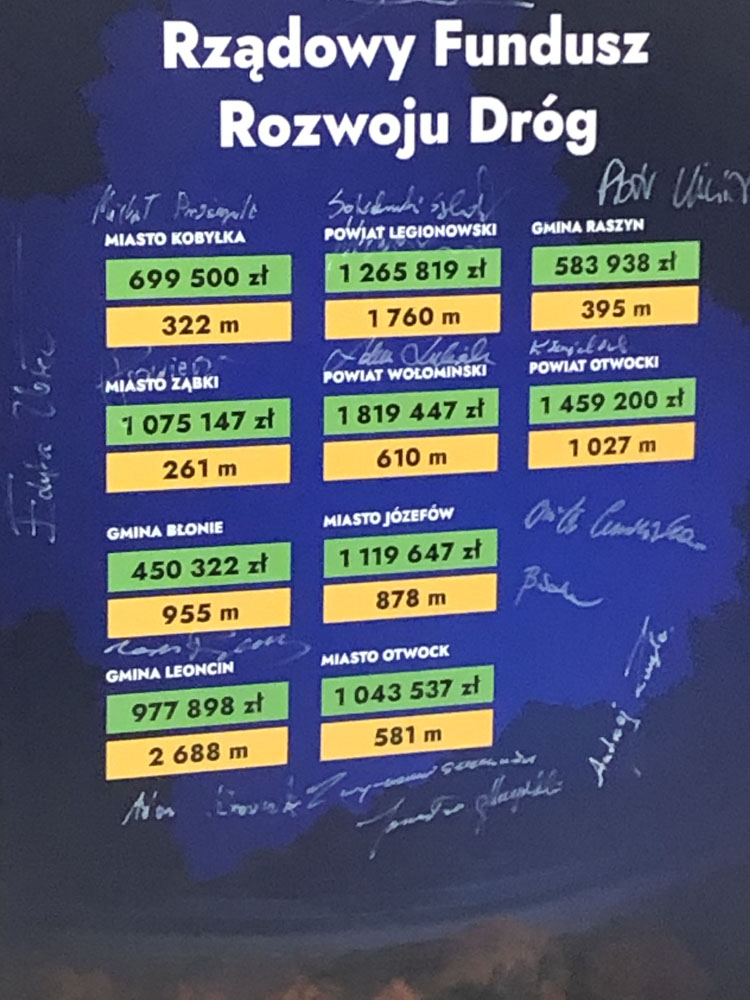 Rządowy Fundusz
Rozwoju Dróg
MIASTO KOBYŁKA
699 500 zł
322 m
POWIAT LEGIONOWSKI
1 265 819 zł
1 760 m
GMINA RASZYN
583 938 zł
395 m
MIASTO ZĄBKI
1 075 147 zł
261 m
POWIAT WOŁOMIŃSKI
1 819 447 zł
610 m
POWIAT OTWOCKI
1 459 200 zł
1 027 m
GMINA BŁONIE
450 322 zł
955 m
MIASTO JÓZEFÓW
1 119 647 zł
878 m
GMINA LEONCIN
977 898 zł
2 688 m
MIASTO OTWOCK
1 043 537 zł
581 m